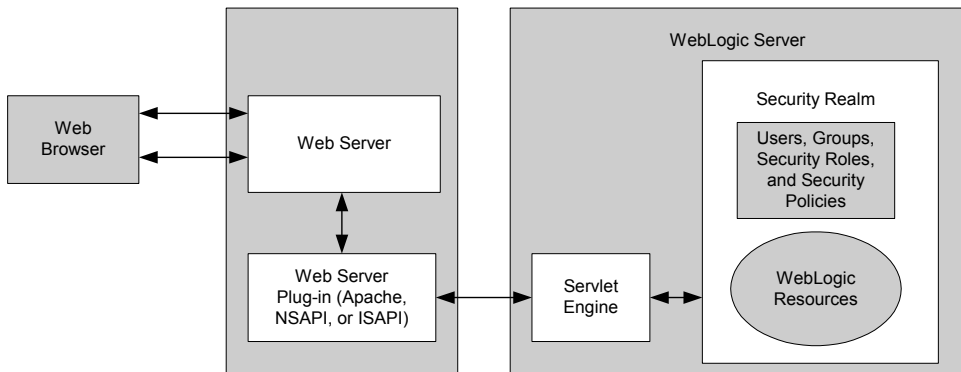 WebLogic Server
Web
Browser
Web Server
Web Server
Plug-in (Apache,
NSAPI, or ISAPI)
Servlet
Engine
Security Realm
Users, Groups,
Security Roles,
and Security
Policies
WebLogic
Resources